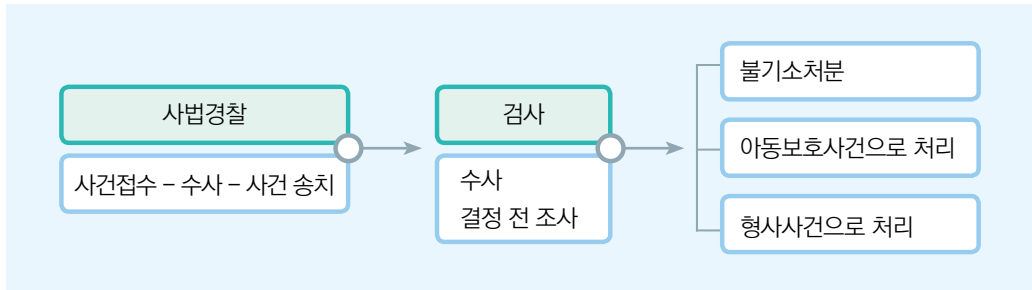 사법경찰
사건접수 – 수사 – 사건 송치
검사
수사
결정 전 조사
불기소처분
아동보호사건으로 처리
형사사건으로 처리